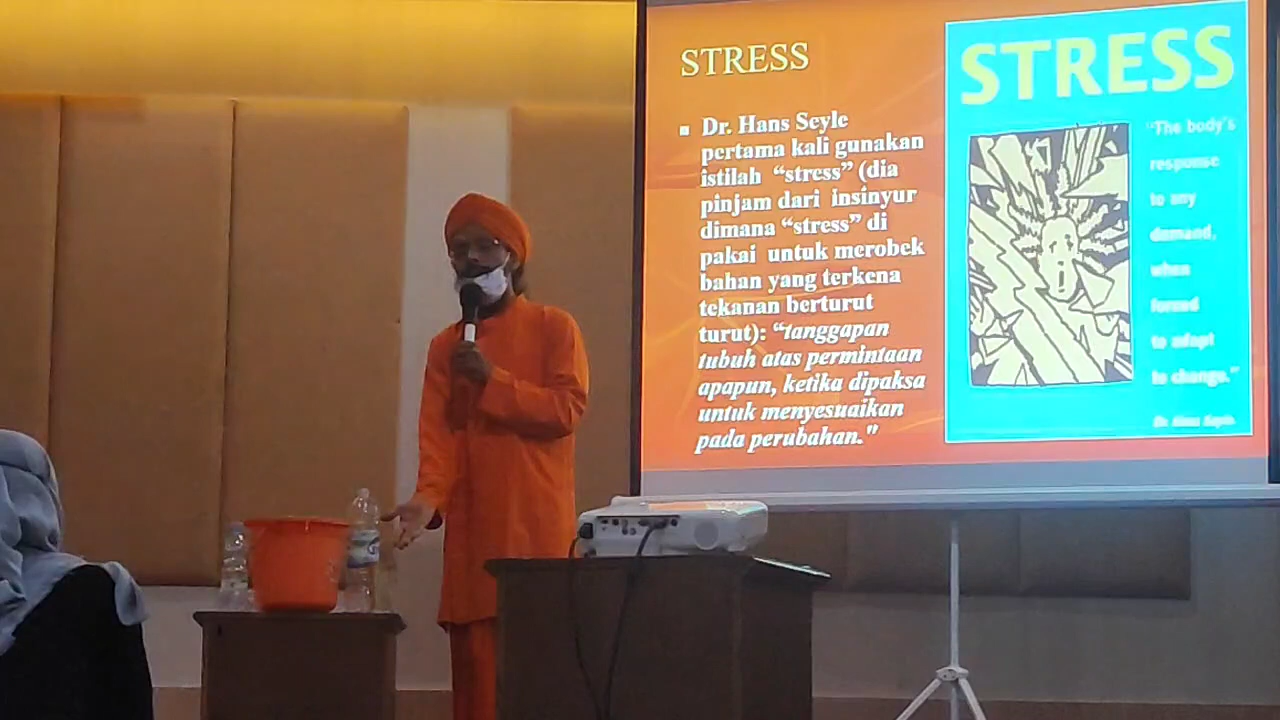 STRESS
▪ Dr. Hans Seyle
pertama kali gunakan
istilah “stress” (dia
pinjam dari insinyur
dimana “stress” di
pakai untuk merobek
bahan yang terkena
tekanan berturut
turut): “tanggapan
tubuh atas permintaan
apapun, ketika dipaksa
untuk menyesuaikan
pada perubahan."
STRESS
“The body's
response
to any
demand,
when
forced
to adapt
to change.”